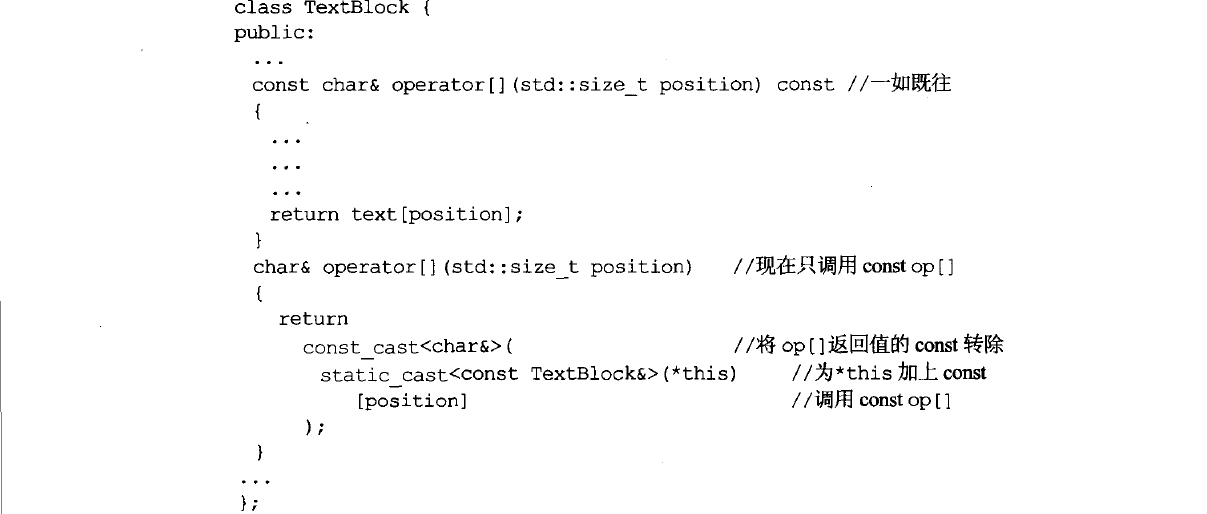 class TextBlock {
public:
...
const char& operator[](std::size_t position) const //一如既往
{
...
...
...
return text[position];
}
char& operator[](std::size_t position) //现在只调用 const op[]
{
return
const_cast<char&>( //将 op[]返回值的 const 转除
static_cast<const TextBlock&>(*this) //为*this 加上 const
[position] //调用 const op[]
);
}
...
};